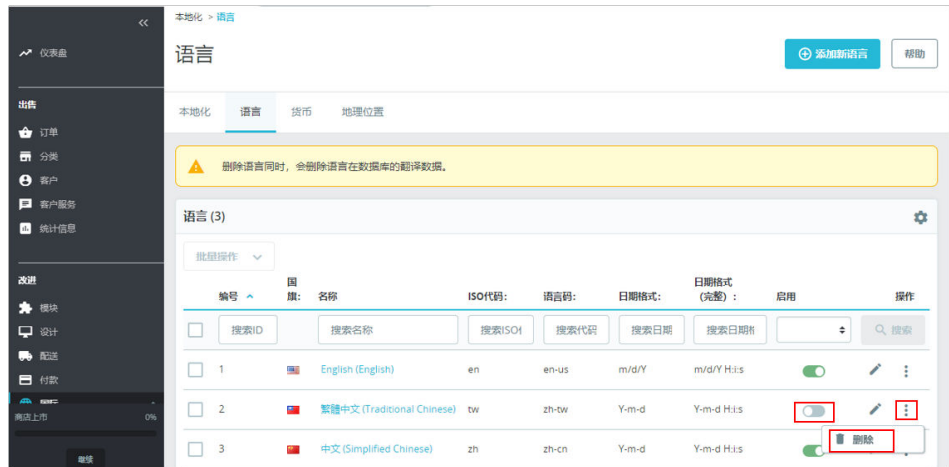 本地化 > 语言
仪表盘
语言
添加新语言
帮助
出售
订单
分类
客户
客户服务
统计信息
改进
模块
设计
配送
付款
国际
商店上市 0%
继续
本地化 语言 货币 地理位置
删除语言同时，会删除语言在数据库的翻译数据。
语言 (3)
批量操作
编号 国旗: 名称 ISO代码: 语言码: 日期格式: 日期格式 (完整) : 启用 操作
搜索ID 搜索名称 搜索ISO 搜索代码 搜索日期 搜索日期 搜索
1 English (English) en en-us m/d/Y m/d/Y H:i:s
2 繁體中文 (Traditional Chinese) tw zh-tw Y-m-d Y-m-d H:i:s
删除
3 中文 (Simplified Chinese) zh zh-cn Y-m-d Y-m-d H:i:s